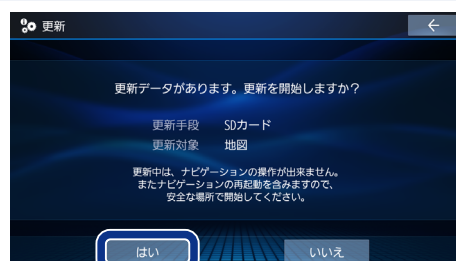 更新
更新データがあります。更新を開始しますか？
更新手段 SDカード
更新対象 地図
更新中は、ナビゲーションの操作が出来ません。
またナビゲーションの再起動を含みますので、
安全な場所で開始してください。
はい いいえ